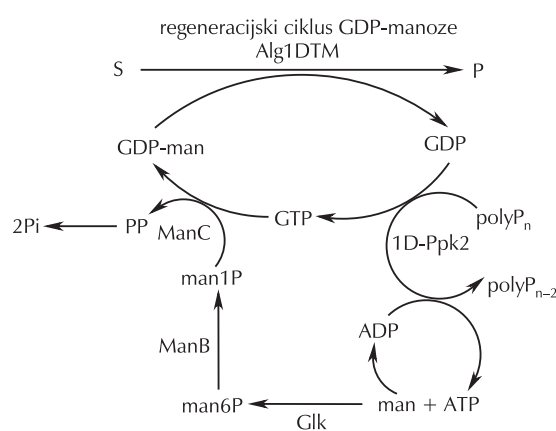 regeneracijski ciklus GDP-manoze
Alg1DTM
S
P
GDP-man
GDP
GTP
2Pi
PP
ManC
polyPₙ
1D-Ppk2
man1P
polyPₙ₋₂
ADP
ManB
man6P
man + ATP
Glk